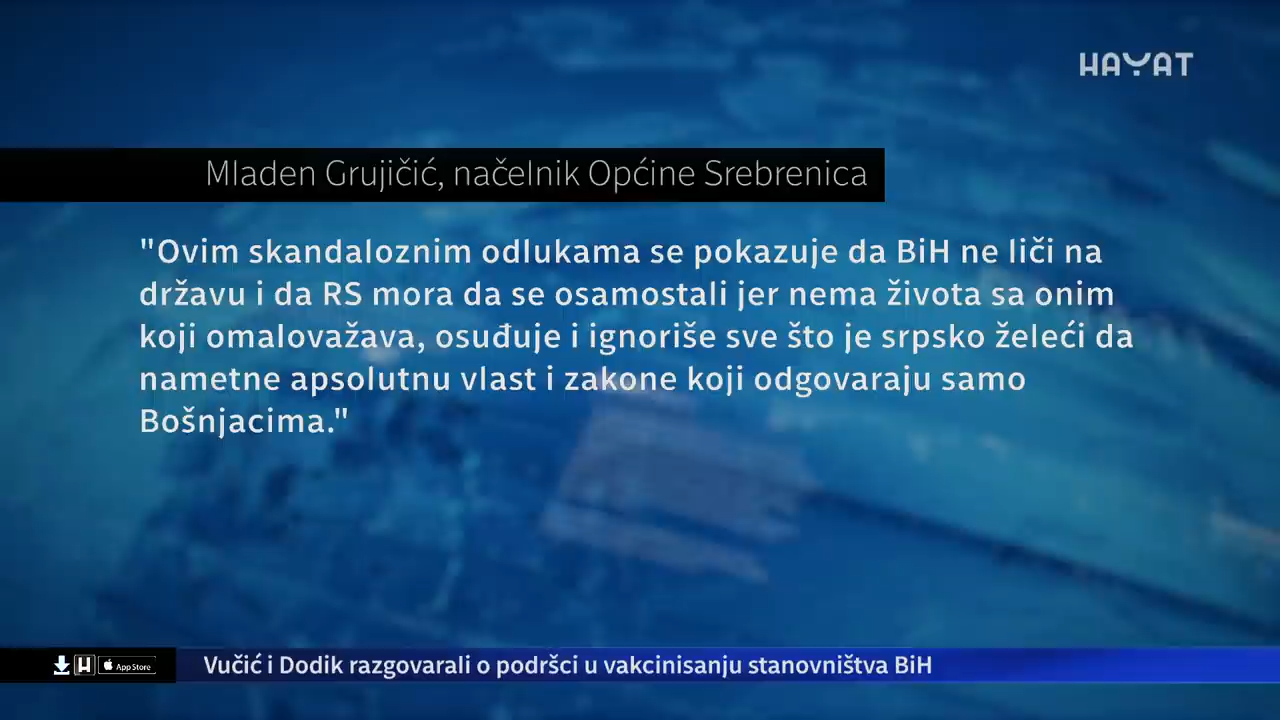 HAYAT
Mladen Grujičić, načelnik Općine Srebrenica
"Ovim skandaloznim odlukama se pokazuje da BiH ne liči na
državu i da RS mora da se osamostali jer nema života sa onim
koji omalovažava, osuđuje i ignoriše sve što je srpsko želeći da
nametne apsolutnu vlast i zakone koji odgovaraju samo
Bošnjacima."
H App Store Vučić i Dodik razgovarali o podršci u vakcinisanju stanovništva BiH